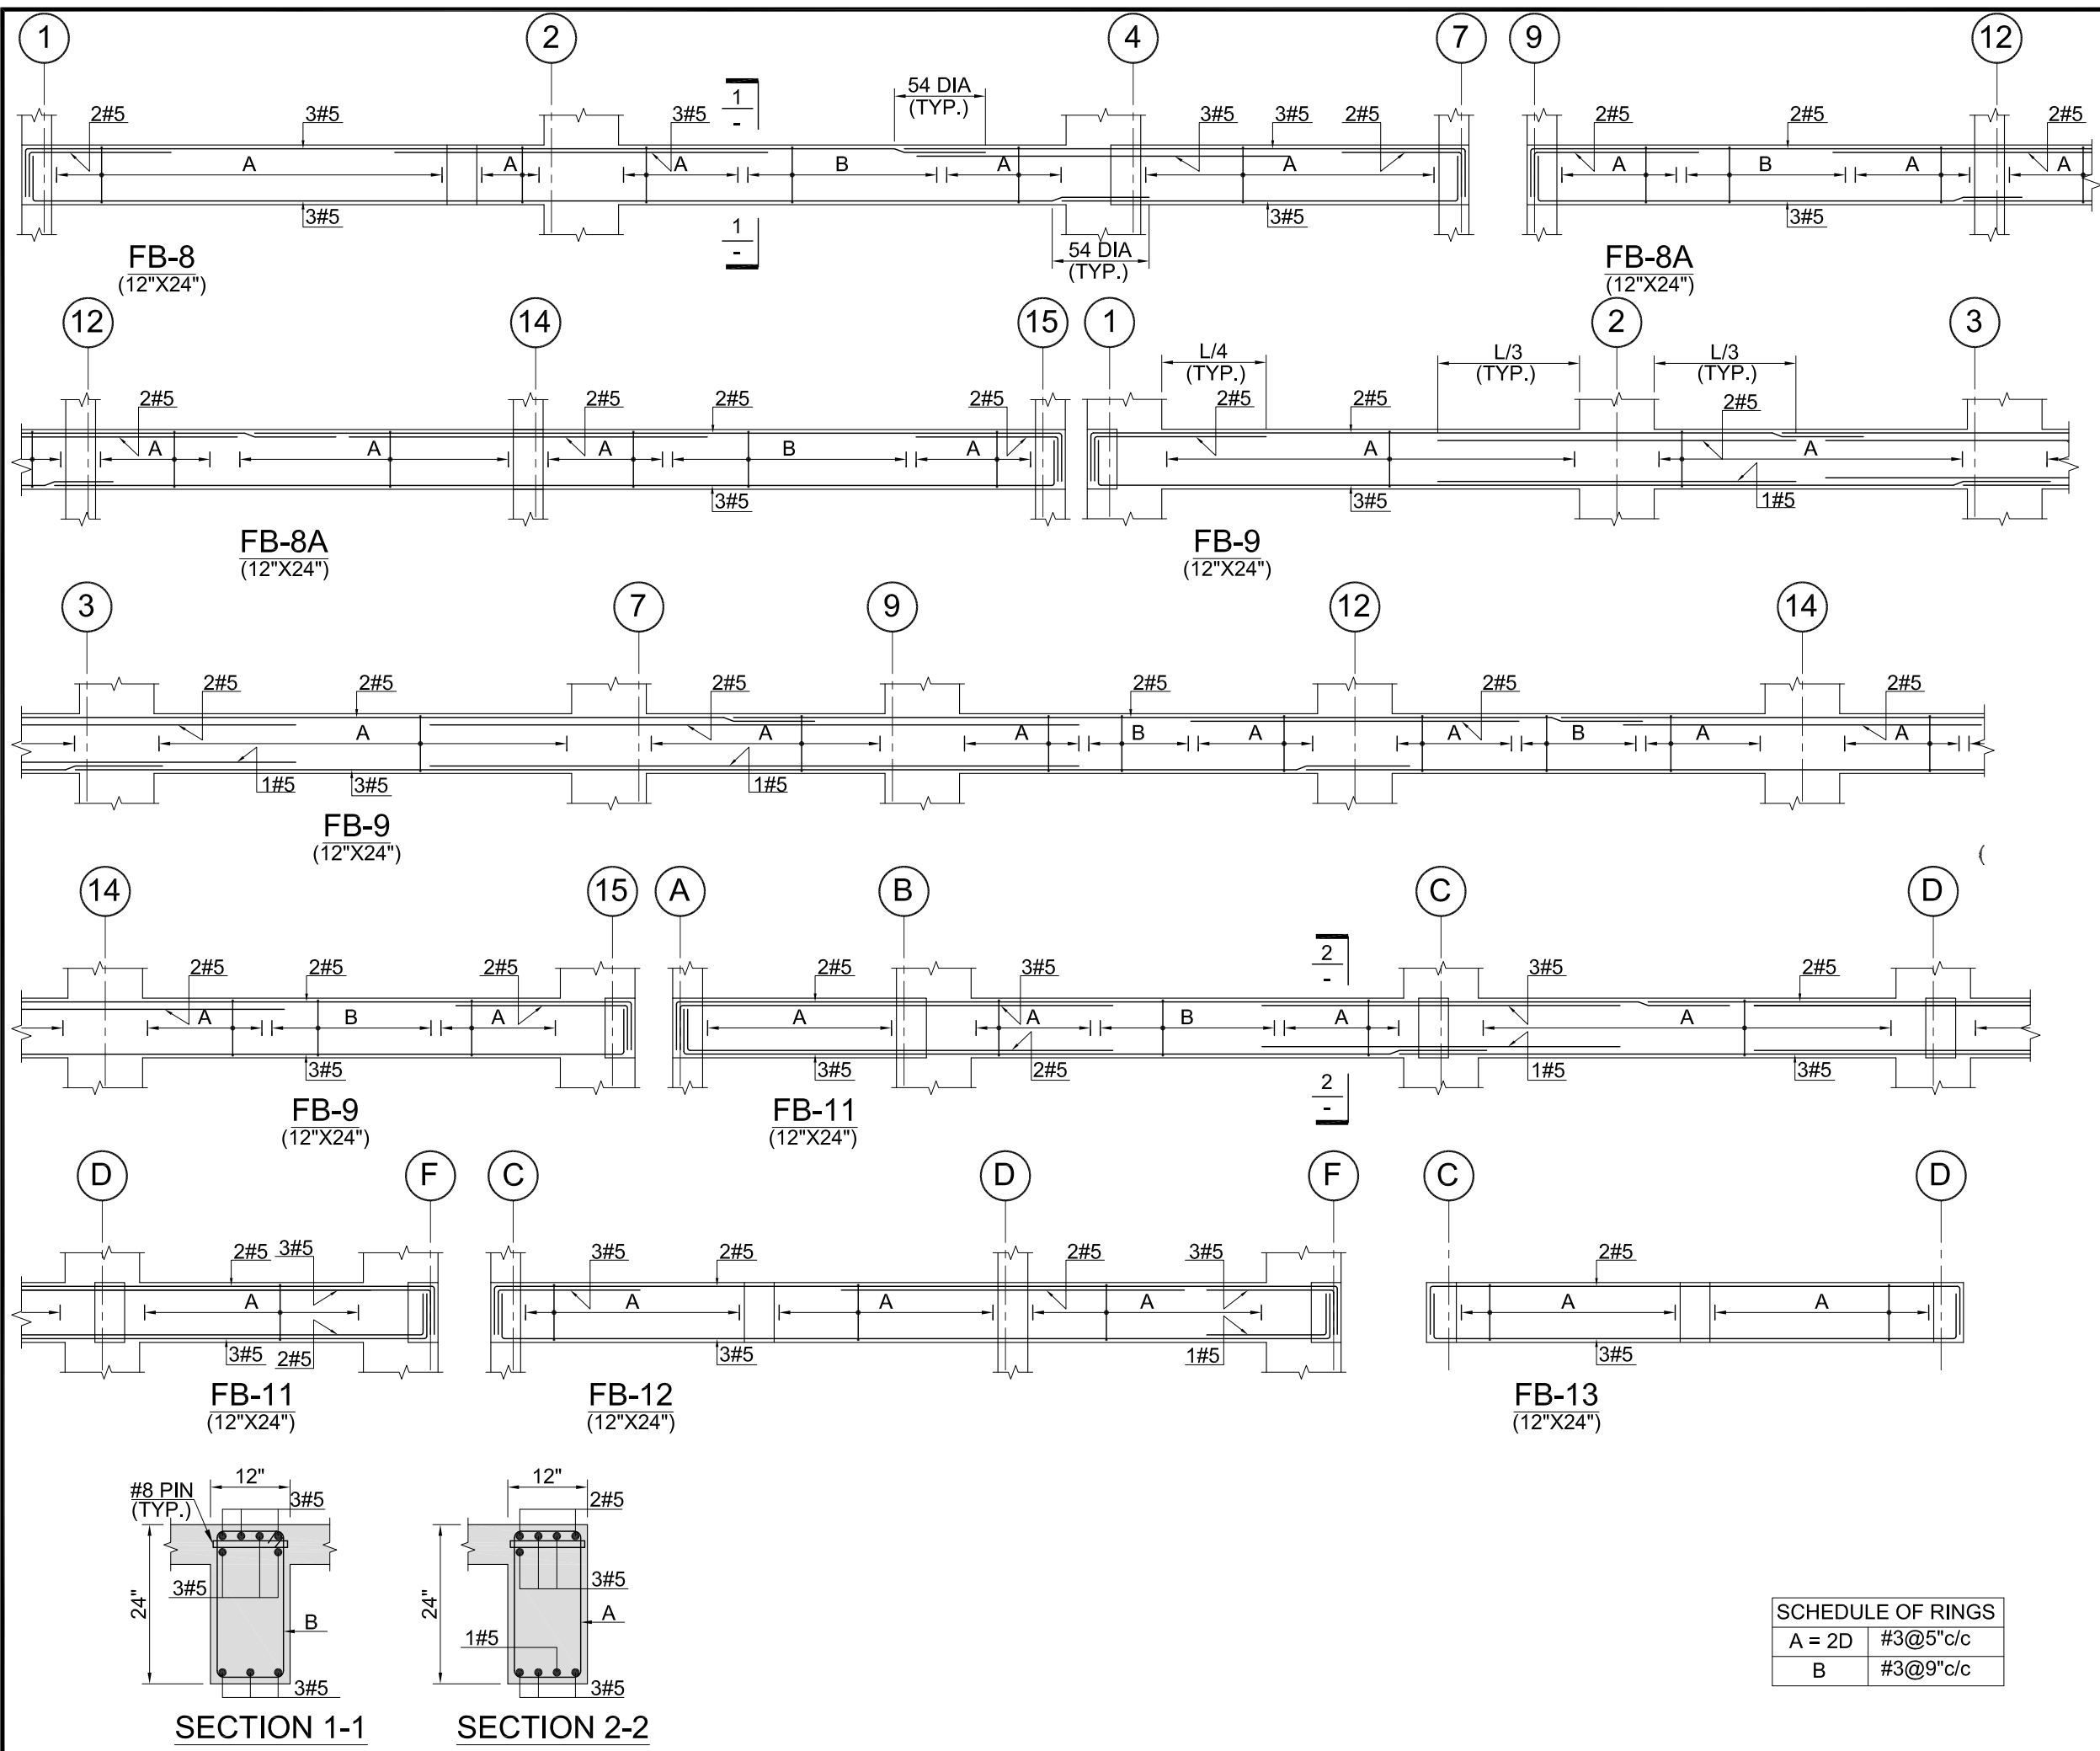 1 2 4 7 9 12
54 DIA
(TYP.)
1
-
2#5 3#5 3#5 3#5 3#5 2#5 2#5 2#5 2#5
A A A B A A A B A A
3#5 3#5 3#5
1
-
54 DIA
(TYP.)
FB-8
(12"X24")
FB-8A
(12"X24")
12 14 15 1 2 3
L/4
(TYP.)
L/3
(TYP.)
L/3
(TYP.)
2#5 2#5 2#5 2#5 2#5 2#5 2#5
A A A B A A A
3#5 3#5 1#5
FB-8A
(12"X24")
FB-9
(12"X24")
3 7 9 12 14
2#5 2#5 2#5 2#5 2#5 2#5
A A A B A A B A A
1#5 3#5 1#5
FB-9
(12"X24")
(
14 15 A B C D
2
-
2#5 2#5 2#5 2#5 3#5 3#5 2#5
A B A A A B A A
3#5 3#5 2#5 1#5 3#5
2
-
FB-9
(12"X24")
FB-11
(12"X24")
D F C D F C D
2#5 3#5 3#5 2#5 2#5 3#5 2#5
A A A A A A
3#5 2#5 3#5 1#5 3#5
FB-11
(12"X24")
FB-12
(12"X24")
FB-13
(12"X24")
#8 PIN
(TYP.)
12"
3#5
24"
3#5
B
3#5
SECTION 1-1
12"
2#5
24"
3#5
A
1#5
3#5
SECTION 2-2
SCHEDULE OF RINGS
A = 2D #3@5"c/c
B #3@9"c/c